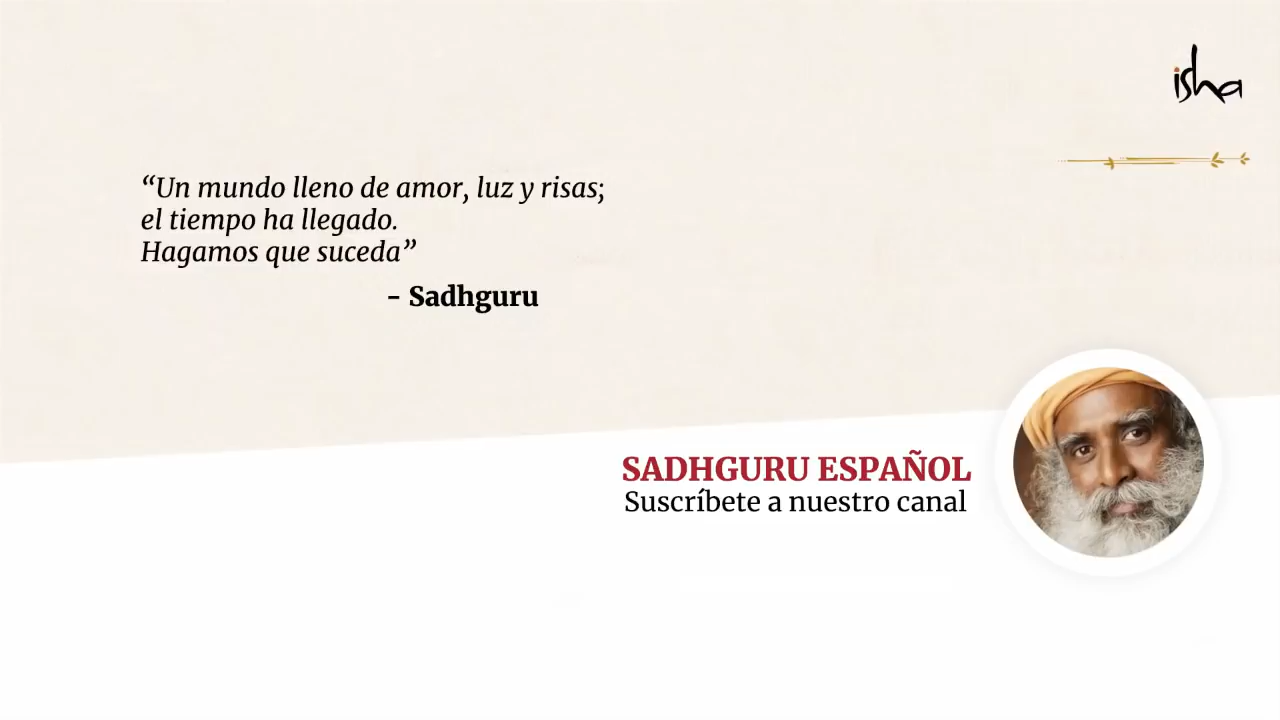 isha
“Un mundo lleno de amor, luz y risas;
el tiempo ha llegado.
Hagamos que suceda”
- Sadhguru
SADHGURU ESPAÑOL
Suscríbete a nuestro canal